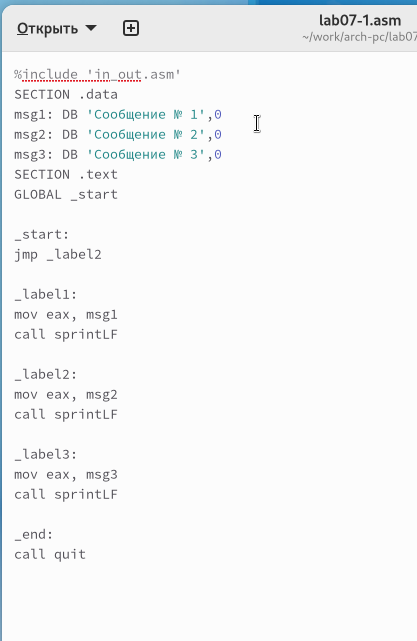 Открыть
lab07-1.asm
~/work/arch-pc/lab07
%include 'in_out.asm'
SECTION .data
msg1: DB 'Сообщение № 1',0
msg2: DB 'Сообщение № 2',0
msg3: DB 'Сообщение № 3',0
SECTION .text
GLOBAL _start
_start:
jmp _label2
_label1:
mov eax, msg1
call sprintLF
_label2:
mov eax, msg2
call sprintLF
_label3:
mov eax, msg3
call sprintLF
_end:
call quit